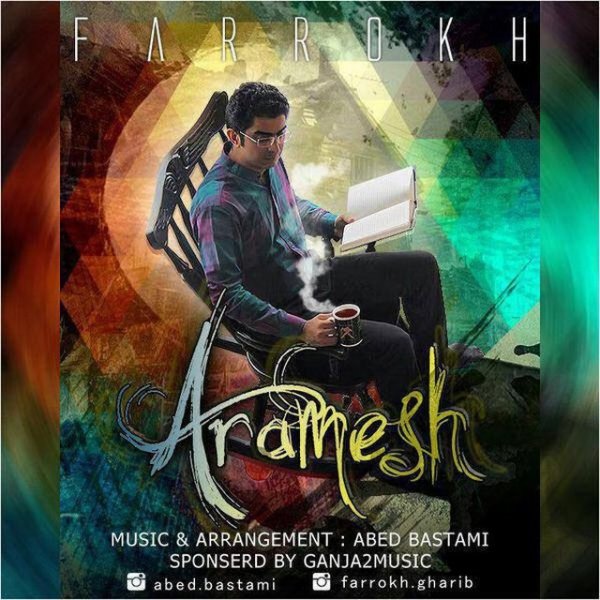 FARROKH
Aramesh
MUSIC & ARRANGEMENT : ABED BASTAMI
SPONSERD BY GANJA2MUSIC
abed.bastami farrokh.gharib